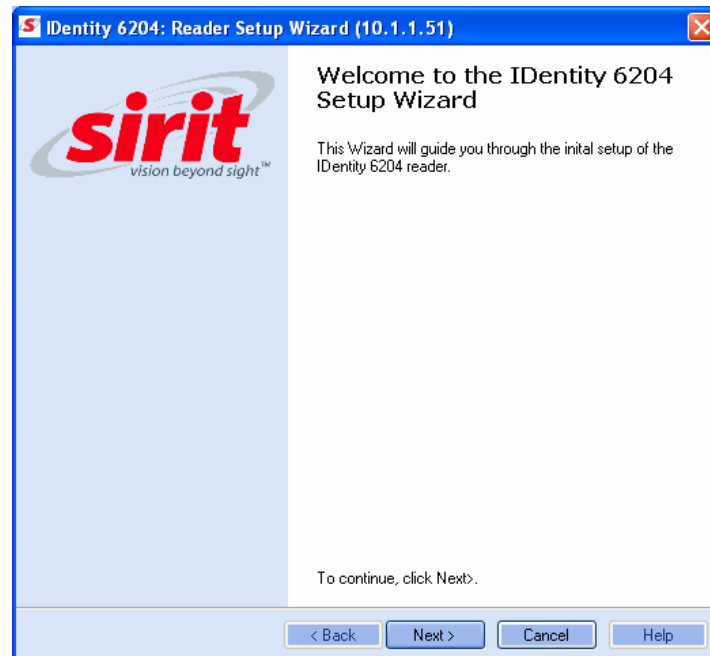 IDentity 6204: Reader Setup Wizard (10.1.1.51)
sirit
vision beyond sight™
Welcome to the IDentity 6204
Setup Wizard
This Wizard will guide you through the inital setup of the
IDentity 6204 reader.
To continue, click Next>.
< Back Next > Cancel Help